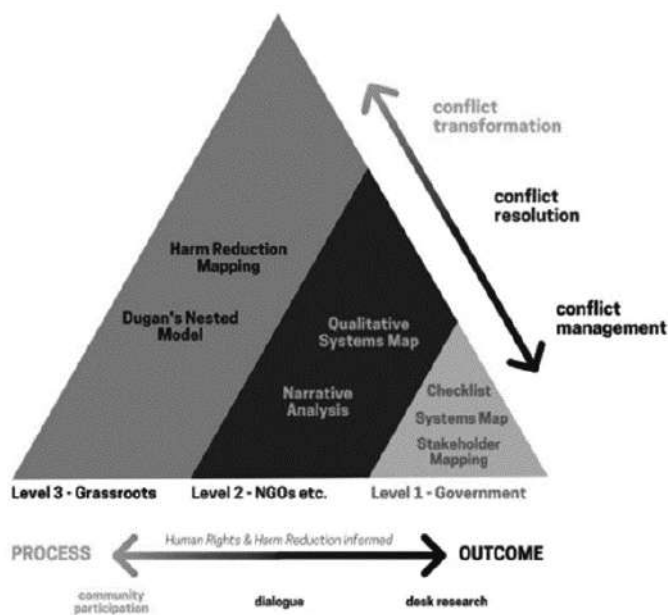 conflict
transformation
conflict
resolution
conflict
management
Harm Reduction
Mapping
Dugan's Nested
Model
Qualitative
Systems Map
Narrative
Analysis
Checklist
Systems Map
Stakeholder
Mapping
Level 3 - Grassroots
Level 2 - NGOs etc.
Level 1 - Government
Human Rights & Harm Reduction informed
PROCESS
OUTCOME
community
participation
dialogue
desk research